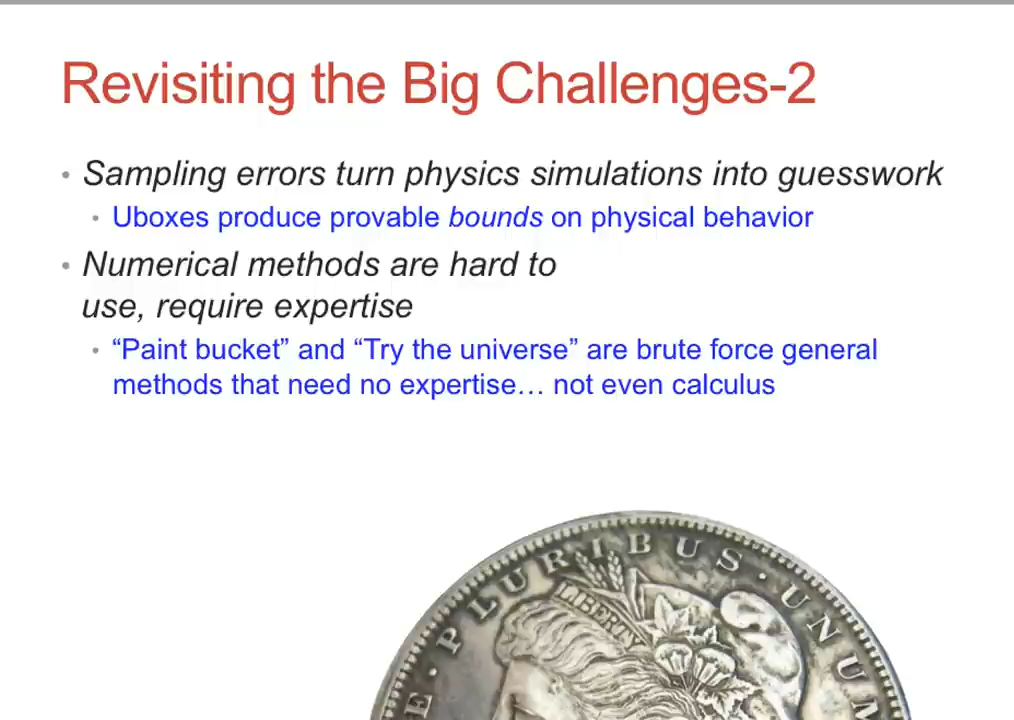 Revisiting the Big Challenges-2
• Sampling errors turn physics simulations into guesswork
• Uboxes produce provable bounds on physical behavior
• Numerical methods are hard to
use, require expertise
• “Paint bucket” and “Try the universe” are brute force general
methods that need no expertise… not even calculus
E · PLURIBUS · UNUM
LIBERTY